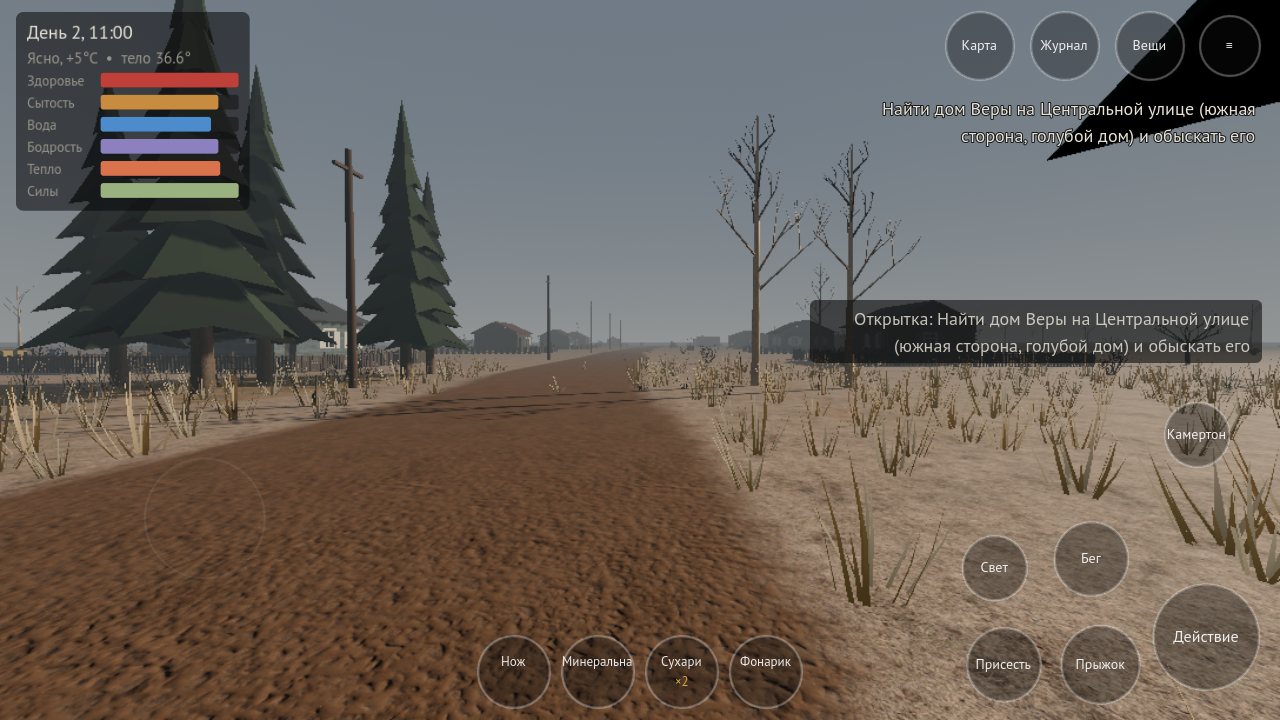 День 2, 11:00
Ясно, +5°C • тело 36.6°
Здоровье
Сытость
Вода
Бодрость
Тепло
Силы
Карта
Журнал
Вещи
≡
Найти дом Веры на Центральной улице (южная
сторона, голубой дом) и обыскать его
Открытка: Найти дом Веры на Центральной улице
(южная сторона, голубой дом) и обыскать его
Камертон
Свет
Бег
Действие
Присесть
Прыжок
Нож
Минеральна
Сухари
×2
Фонарик